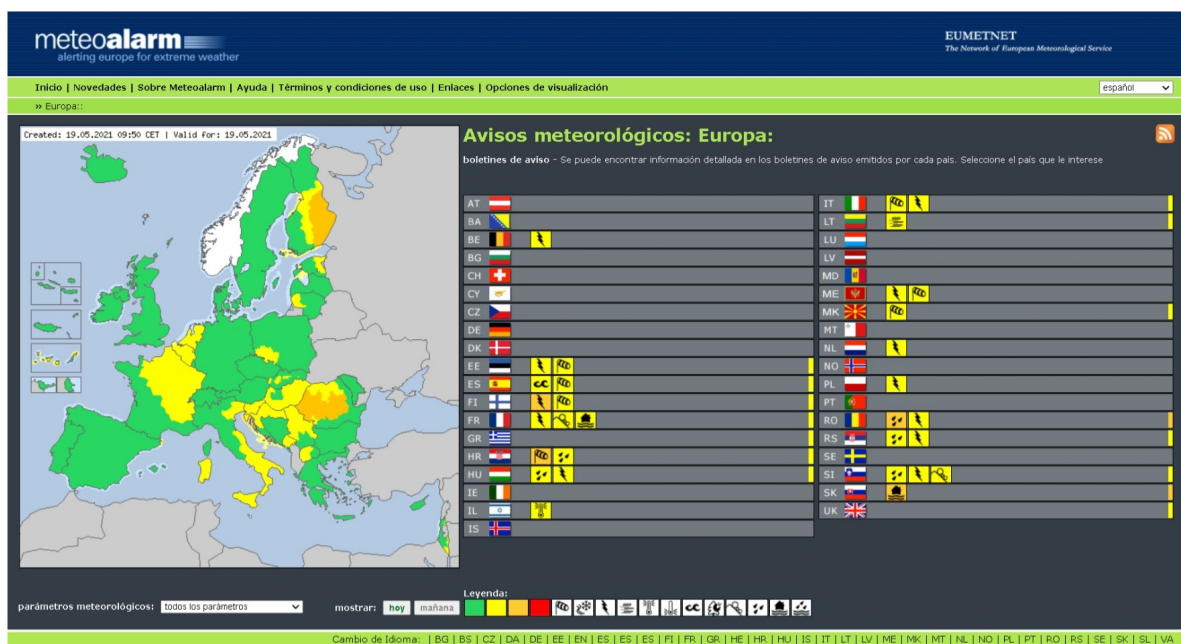 meteoalarm
alerting europe for extreme weather
EUMETNET
The Network of European Meteorological Service
Inicio | Novedades | Sobre Meteoalarm | Ayuda | Términos y condiciones de uso | Enlaces | Opciones de visualización
español
» Europa::
Created: 19.05.2021 09:50 CET | Valid for: 19.05.2021
Avisos meteorológicos: Europa:
boletines de aviso - Se puede encontrar información detallada en los boletines de aviso emitidos por cada país. Seleccione el país que le interese
AT
BA
BE
BG
CH
CY
CZ
DE
DK
EE
ES
FI
FR
GR
HR
HU
IE
IL
IS
IT
LT
LU
LV
MD
ME
MK
MT
NL
NO
PL
PT
RO
RS
SE
SI
SK
UK
Leyenda:
parámetros meteorológicos: todos los parámetros
mostrar: hoy mañana
Cambio de Idioma: | BG | BS | CZ | DA | DE | EE | EN | ES | ES | ES | FI | FR | GR | HE | HR | HU | IS | IT | LT | LV | ME | MK | MT | NL | NO | PL | PT | RO | RS | SE | SK | SL | VA